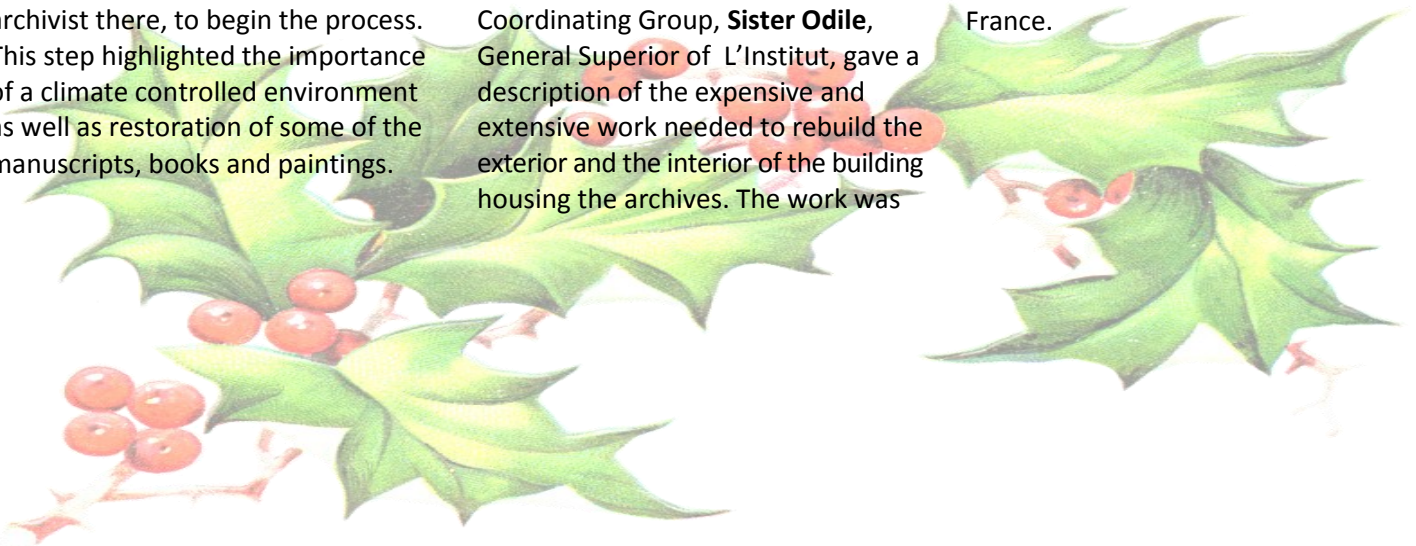 archivist there, to begin the process.
This step highlighted the importance
of a climate controlled environment
as well as restoration of some of the
manuscripts, books and paintings.
Coordinating Group, Sister Odile,
General Superior of L'Institut, gave a
description of the expensive and
extensive work needed to rebuild the
exterior and the interior of the building
housing the archives. The work was
France.